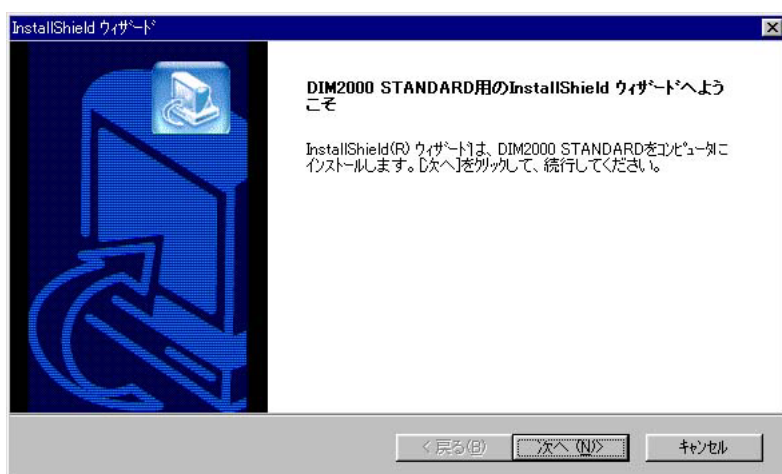 InstallShield ウィザード
DIM2000 STANDARD用のInstallShield ウィザードへよう
こそ
InstallShield(R) ウィザードは、DIM2000 STANDARDをコンピュータに
インストールします。[次へ]をクリックして、続行してください。
< 戻る(B)
次へ (N)>
キャンセル